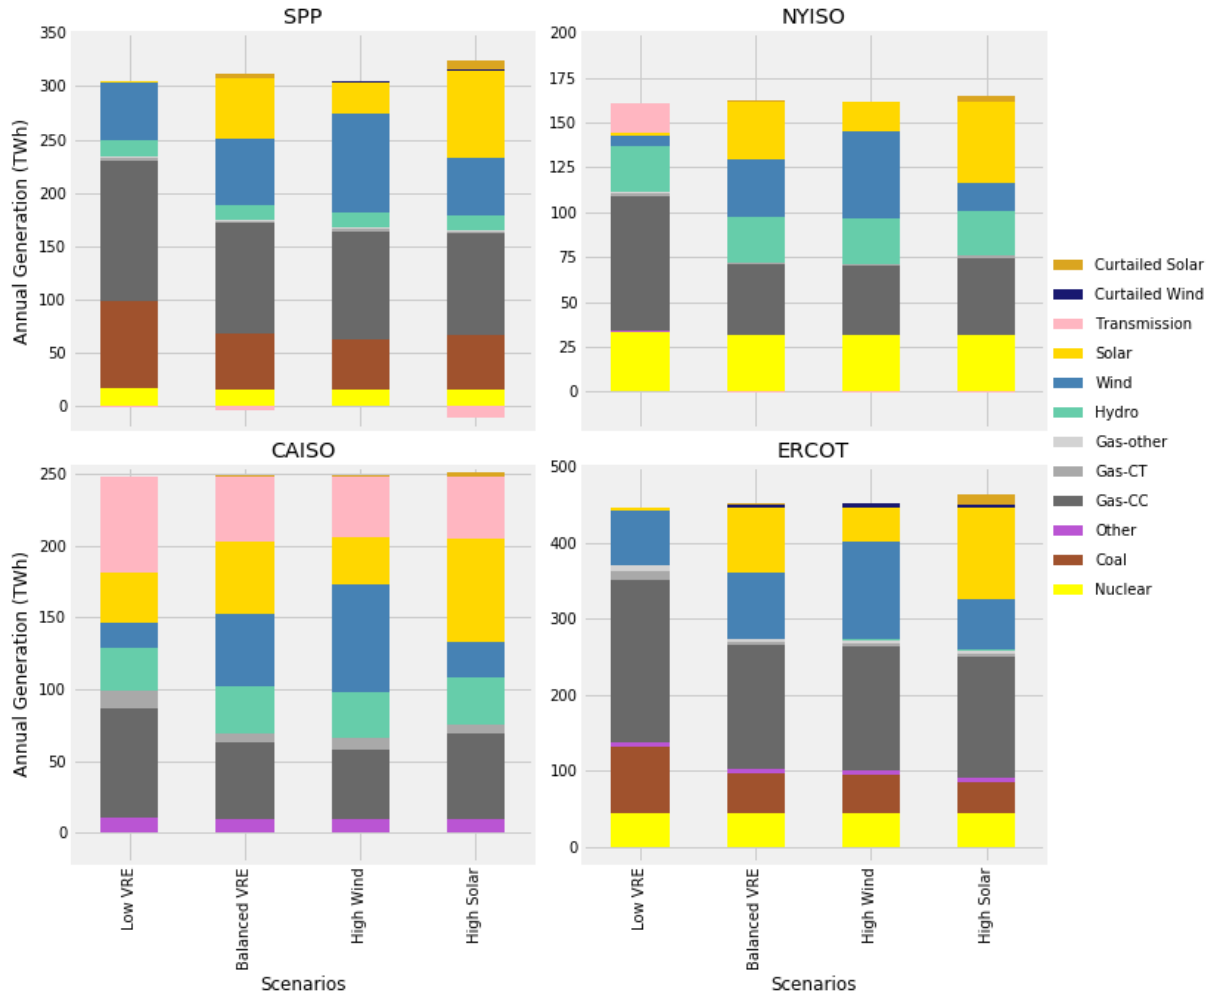 SPP
NYISO
350
300
250
200
150
100
50
0
Annual Generation (TWh)
200
175
150
125
100
75
50
25
0
CAISO
ERCOT
250
200
150
100
50
0
Annual Generation (TWh)
500
400
300
200
100
0
Low VRE
Balanced VRE
High Wind
High Solar
Scenarios
Low VRE
Balanced VRE
High Wind
High Solar
Scenarios
Curtailed Solar
Curtailed Wind
Transmission
Solar
Wind
Hydro
Gas-other
Gas-CT
Gas-CC
Other
Coal
Nuclear